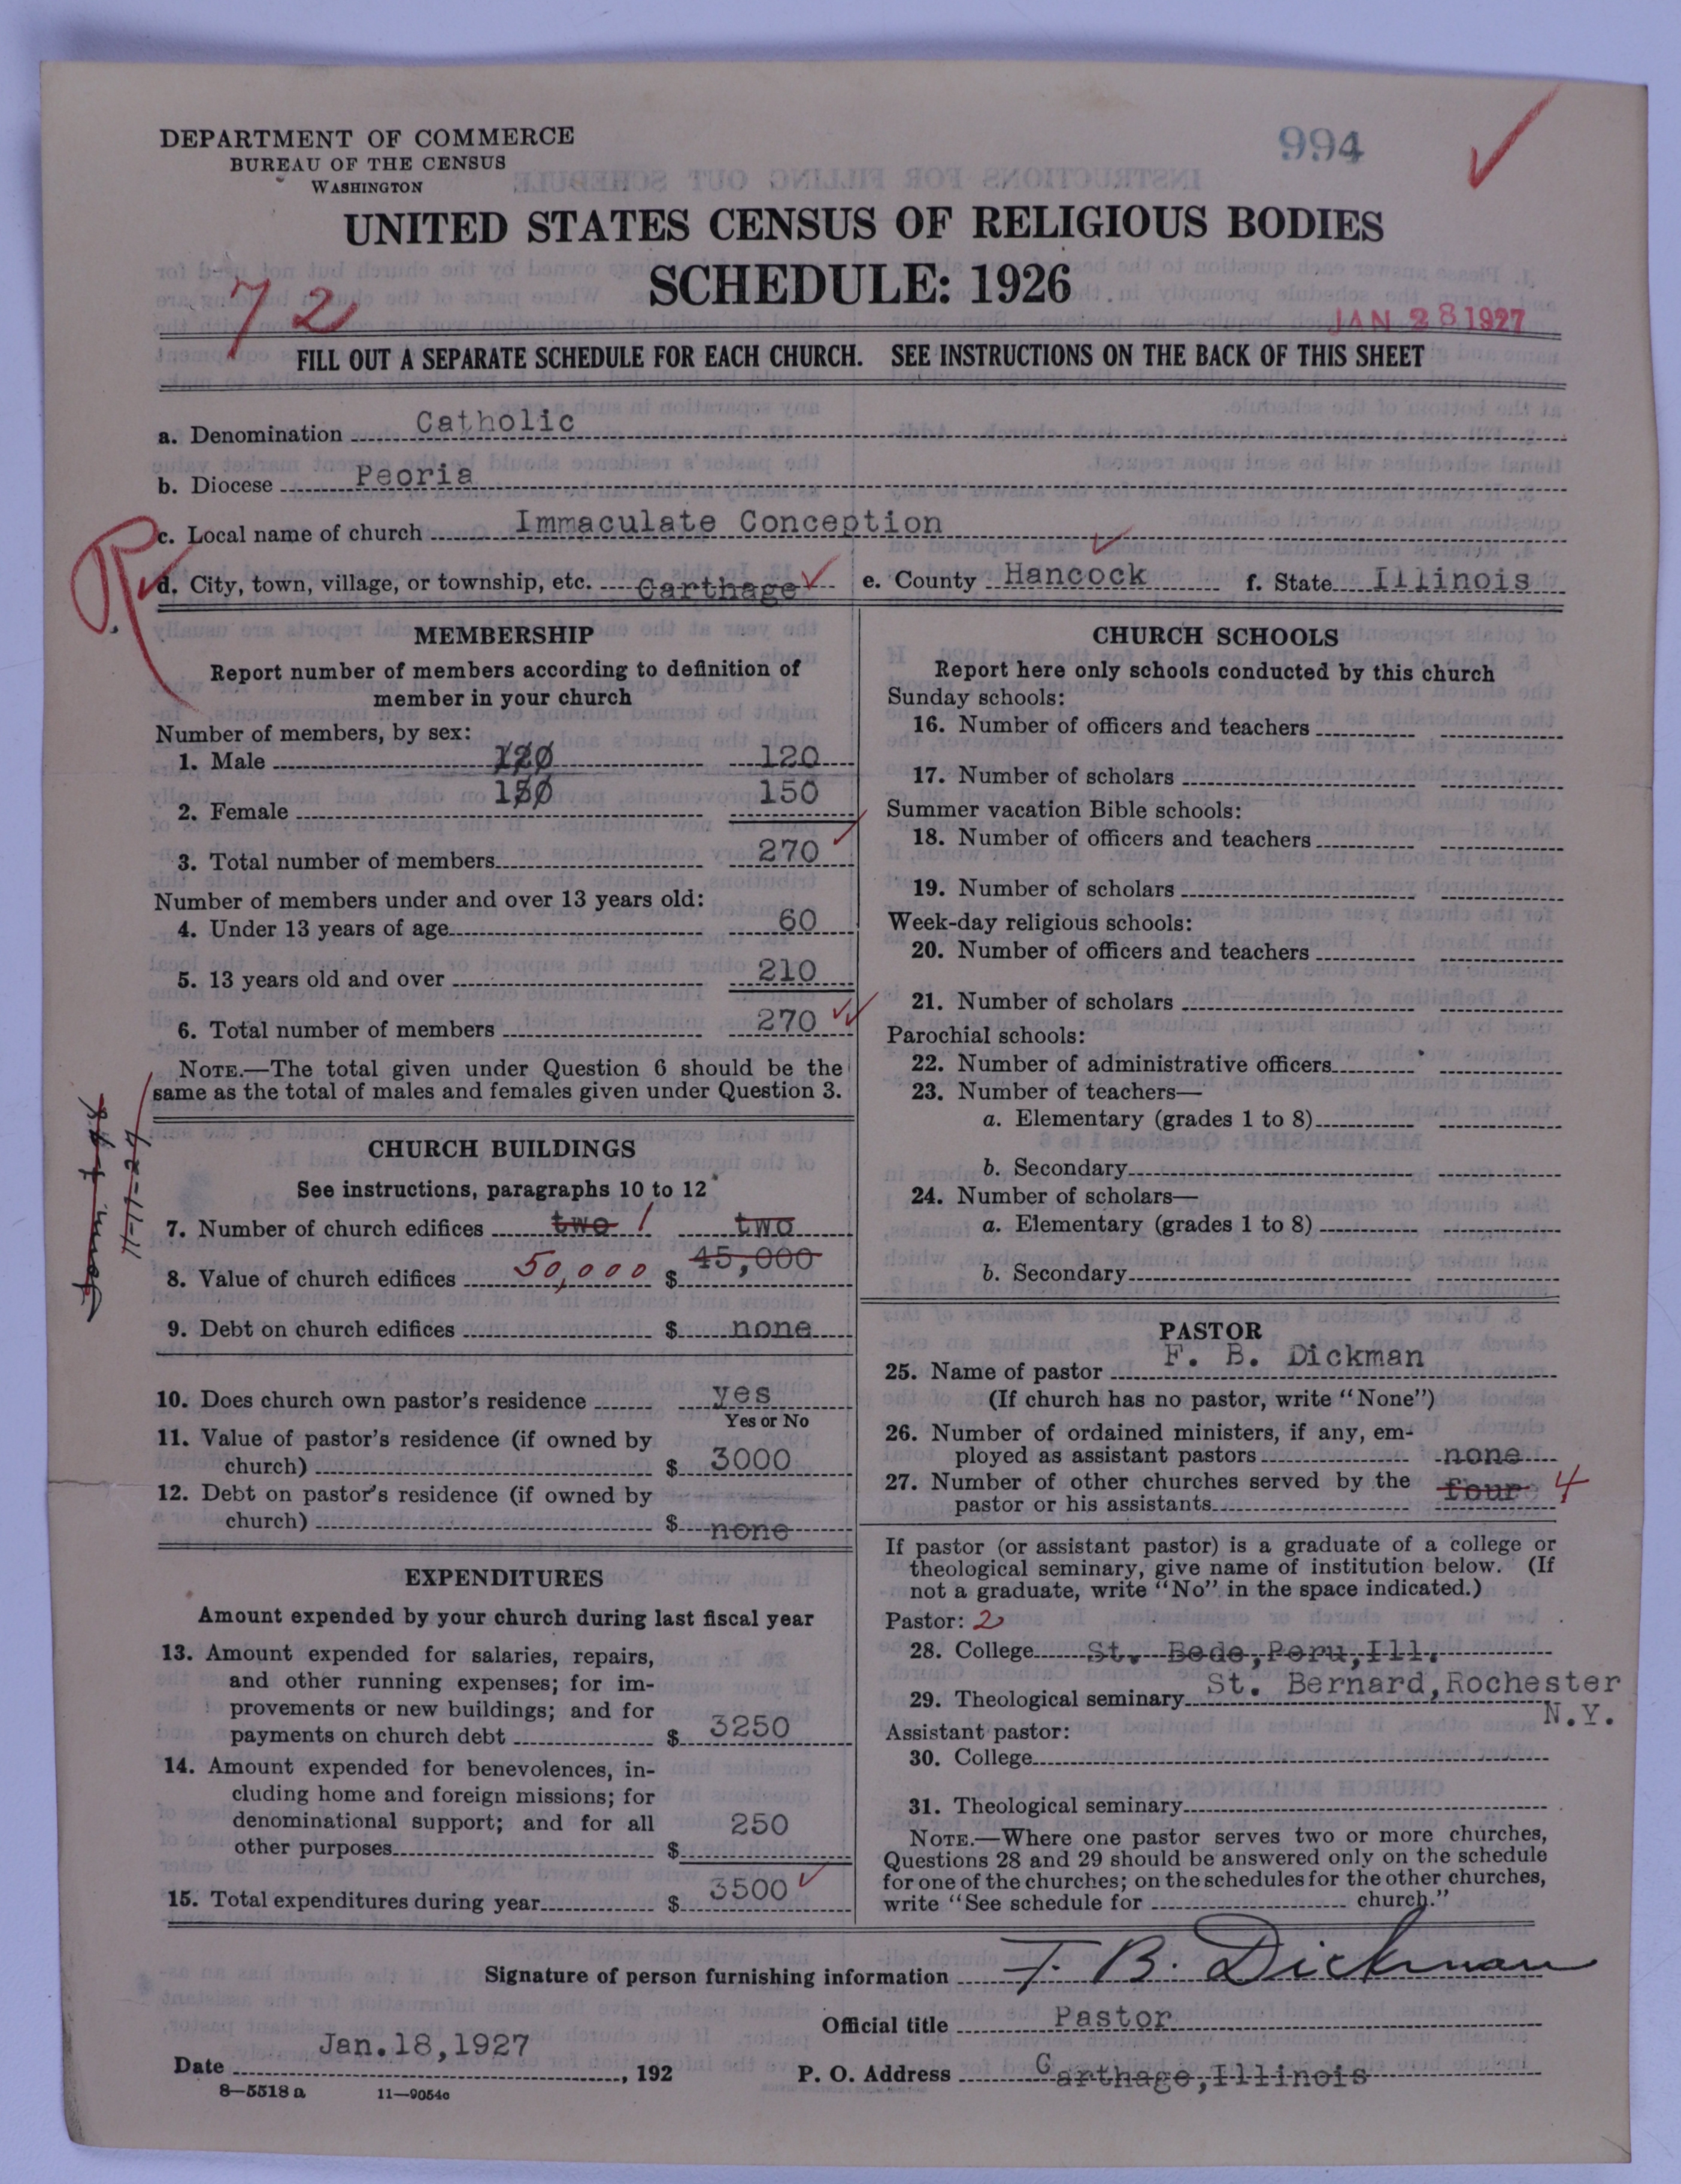 DEPARTMENT OF COMMERCE
BUREAU OF THE CENSUS
WASHINGTON
994
UNITED STATES CENSUS OF RELIGIOUS BODIES
SCHEDULE: 1926
72
JAN 28 1927
FILL OUT A SEPARATE SCHEDULE FOR EACH CHURCH. SEE INSTRUCTIONS ON THE BACK OF THIS SHEET
a. Denomination Catholic
b. Diocese Peoria
c. Local name of church Immaculate Conception
d. City, town, village, or township, etc. Carthage e. County Hancock f. State Illinois
MEMBERSHIP
Report number of members according to definition of
member in your church
Number of members, by sex:
1. Male 120 120
2. Female 150 150
3. Total number of members 270
Number of members under and over 13 years old:
4. Under 13 years of age 60
5. 13 years old and over 210
6. Total number of members 270
NOTE.—The total given under Question 6 should be the
same as the total of males and females given under Question 3.
11-17-27
CHURCH BUILDINGS
See instructions, paragraphs 10 to 12
7. Number of church edifices two 1 two
8. Value of church edifices 50,000 $ 45,000
9. Debt on church edifices $ none
10. Does church own pastor's residence yes
Yes or No
11. Value of pastor's residence (if owned by
church) $ 3000
12. Debt on pastor's residence (if owned by
church) $ none
EXPENDITURES
Amount expended by your church during last fiscal year
13. Amount expended for salaries, repairs,
and other running expenses; for im-
provements or new buildings; and for
payments on church debt $ 3250
14. Amount expended for benevolences, in-
cluding home and foreign missions; for
denominational support; and for all
other purposes $ 250
15. Total expenditures during year $ 3500
CHURCH SCHOOLS
Report here only schools conducted by this church
Sunday schools:
16. Number of officers and teachers
17. Number of scholars
Summer vacation Bible schools:
18. Number of officers and teachers
19. Number of scholars
Week-day religious schools:
20. Number of officers and teachers
21. Number of scholars
Parochial schools:
22. Number of administrative officers
23. Number of teachers—
a. Elementary (grades 1 to 8)
b. Secondary
24. Number of scholars—
a. Elementary (grades 1 to 8)
b. Secondary
PASTOR
25. Name of pastor F. B. Dickman
(If church has no pastor, write "None")
26. Number of ordained ministers, if any, em-
ployed as assistant pastors none
27. Number of other churches served by the
pastor or his assistants four 4
If pastor (or assistant pastor) is a graduate of a college or
theological seminary, give name of institution below. (If
not a graduate, write "No" in the space indicated.)
Pastor: 2
28. College St. Bede, Peru, Ill.
29. Theological seminary St. Bernard, Rochester
N.Y.
Assistant pastor:
30. College
31. Theological seminary
NOTE.—Where one pastor serves two or more churches,
Questions 28 and 29 should be answered only on the schedule
for one of the churches; on the schedules for the other churches,
write "See schedule for church."
Signature of person furnishing information F. B. Dickman
Official title Pastor
Date Jan. 18, 1927, 192 P. O. Address Carthage, Illinois
8—5518 a 11—9054c